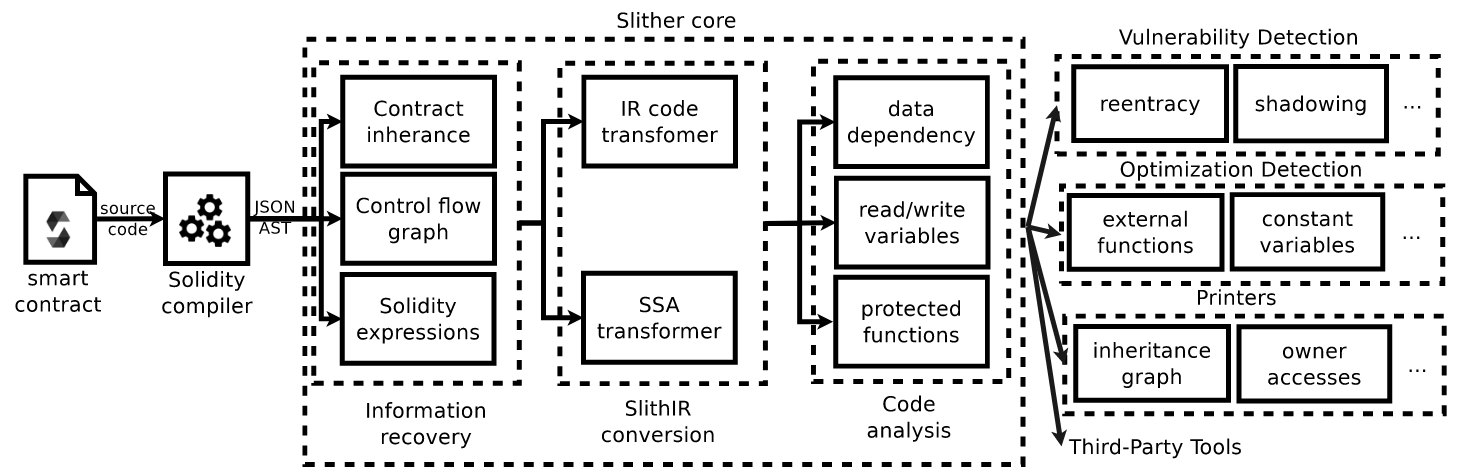 Slither core
smart
contract
source
code
Solidity
compiler
JSON
AST
Contract
inherance
Control flow
graph
Solidity
expressions
Information
recovery
IR code
transfomer
SSA
transformer
SlithIR
conversion
data
dependency
read/write
variables
protected
functions
Code
analysis
Vulnerability Detection
reentracy
shadowing
...
Optimization Detection
external
functions
constant
variables
...
Printers
inheritance
graph
owner
accesses
...
Third-Party Tools